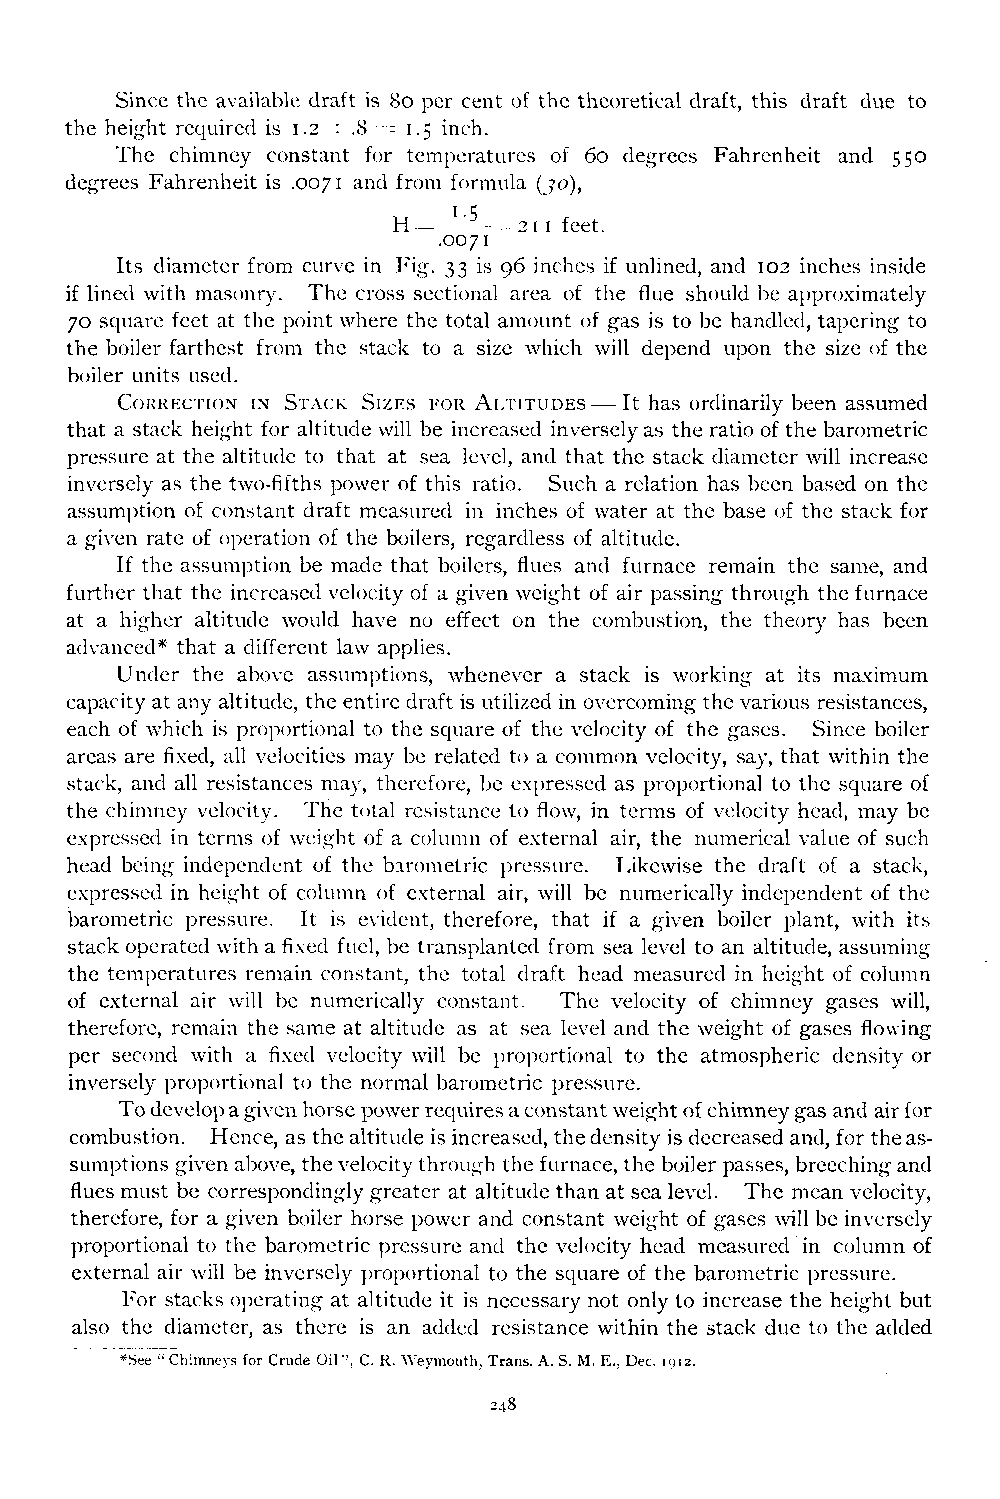 Since the available draft is 80 per cent of the theoretical draft, this draft due to
the height required is 1.2 ÷ .8 = 1.5 inch.
The chimney constant for temperatures of 60 degrees Fahrenheit and 550
degrees Fahrenheit is .0071 and from formula (30),
H = 1.5 / .0071 = 211 feet.
Its diameter from curve in Fig. 33 is 96 inches if unlined, and 102 inches inside
if lined with masonry. The cross sectional area of the flue should be approximately
70 square feet at the point where the total amount of gas is to be handled, tapering to
the boiler farthest from the stack to a size which will depend upon the size of the
boiler units used.
Correction in Stack Sizes for Altitudes — It has ordinarily been assumed
that a stack height for altitude will be increased inversely as the ratio of the barometric
pressure at the altitude to that at sea level, and that the stack diameter will increase
inversely as the two-fifths power of this ratio. Such a relation has been based on the
assumption of constant draft measured in inches of water at the base of the stack for
a given rate of operation of the boilers, regardless of altitude.
If the assumption be made that boilers, flues and furnace remain the same, and
further that the increased velocity of a given weight of air passing through the furnace
at a higher altitude would have no effect on the combustion, the theory has been
advanced* that a different law applies.
Under the above assumptions, whenever a stack is working at its maximum
capacity at any altitude, the entire draft is utilized in overcoming the various resistances,
each of which is proportional to the square of the velocity of the gases. Since boiler
areas are fixed, all velocities may be related to a common velocity, say, that within the
stack, and all resistances may, therefore, be expressed as proportional to the square of
the chimney velocity. The total resistance to flow, in terms of velocity head, may be
expressed in terms of weight of a column of external air, the numerical value of such
head being independent of the barometric pressure. Likewise the draft of a stack,
expressed in height of column of external air, will be numerically independent of the
barometric pressure. It is evident, therefore, that if a given boiler plant, with its
stack operated with a fixed fuel, be transplanted from sea level to an altitude, assuming
the temperatures remain constant, the total draft head measured in height of column
of external air will be numerically constant. The velocity of chimney gases will,
therefore, remain the same at altitude as at sea level and the weight of gases flowing
per second with a fixed velocity will be proportional to the atmospheric density or
inversely proportional to the normal barometric pressure.
To develop a given horse power requires a constant weight of chimney gas and air for
combustion. Hence, as the altitude is increased, the density is decreased and, for the as-
sumptions given above, the velocity through the furnace, the boiler passes, breeching and
flues must be correspondingly greater at altitude than at sea level. The mean velocity,
therefore, for a given boiler horse power and constant weight of gases will be inversely
proportional to the barometric pressure and the velocity head measured in column of
external air will be inversely proportional to the square of the barometric pressure.
For stacks operating at altitude it is necessary not only to increase the height but
also the diameter, as there is an added resistance within the stack due to the added
*See "Chimneys for Crude Oil", C. R. Weymouth, Trans. A. S. M. E., Dec. 1912.
248